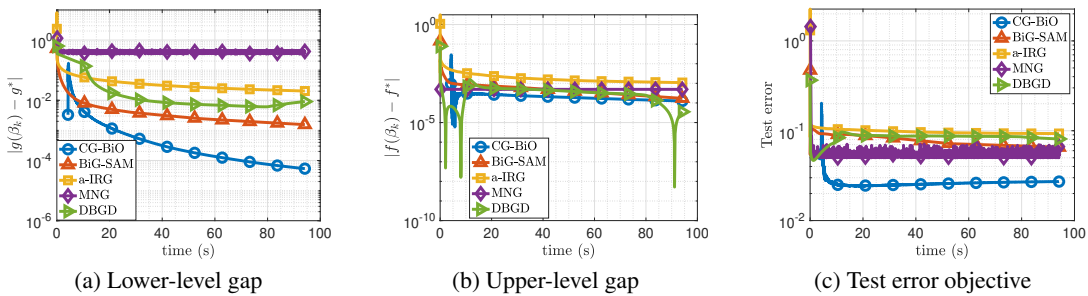 10^0
10^-2
10^-4
10^-6
|g(β_k) − g*|
CG-BiO
BiG-SAM
a-IRG
MNG
DBGD
0 20 40 60 80 100
time (s)
(a) Lower-level gap
10^0
10^-5
10^-10
|f(β_k) − f*|
CG-BiO
BiG-SAM
a-IRG
MNG
DBGD
0 20 40 60 80 100
time (s)
(b) Upper-level gap
10^0
10^-1
10^-2
Test error
CG-BiO
BiG-SAM
a-IRG
MNG
DBGD
0 20 40 60 80 100
time (s)
(c) Test error objective